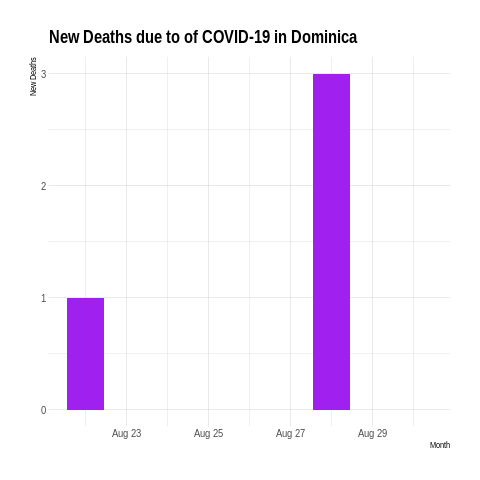 New Deaths due to of COVID-19 in Dominica
New Deaths
3
2
1
0
Aug 23 Aug 25 Aug 27 Aug 29
Month